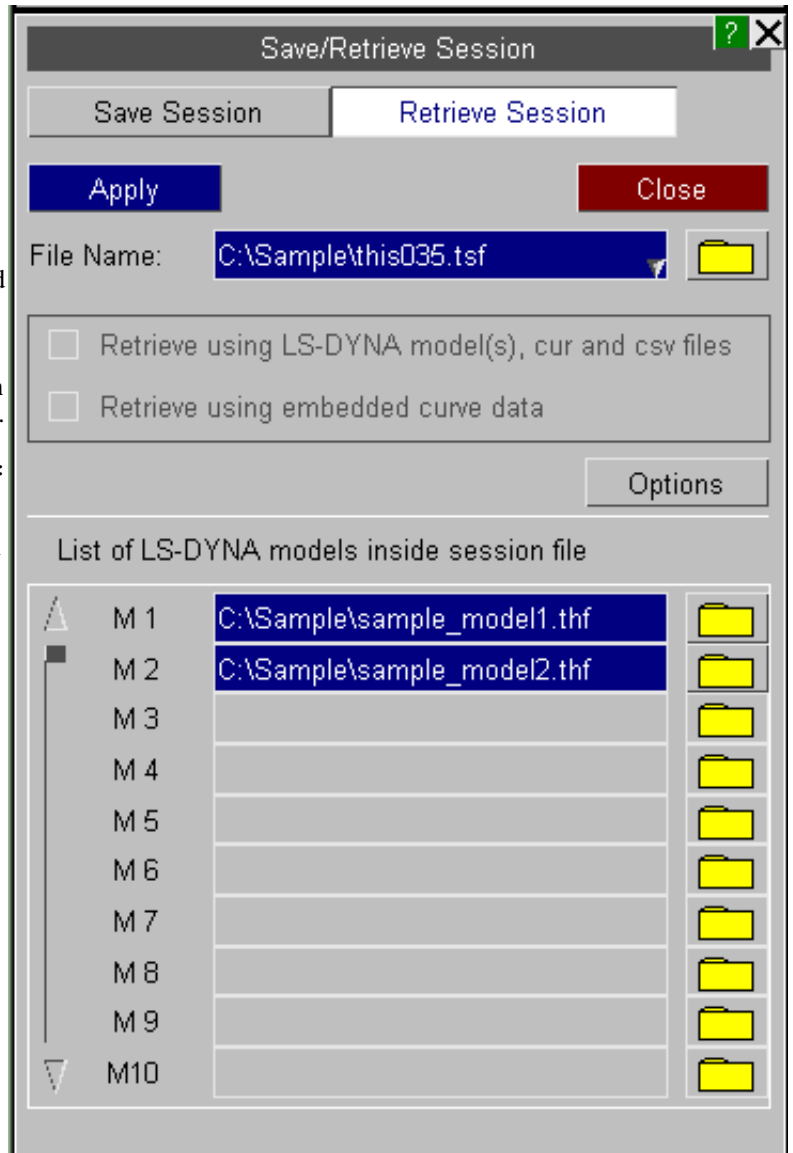 Save/Retrieve Session
? X
Save Session Retrieve Session
Apply Close
File Name: C:\Sample\this035.tsf
Retrieve using LS-DYNA model(s), cur and csv files
Retrieve using embedded curve data
Options
List of LS-DYNA models inside session file
M 1 C:\Sample\sample_model1.thf
M 2 C:\Sample\sample_model2.thf
M 3
M 4
M 5
M 6
M 7
M 8
M 9
M10